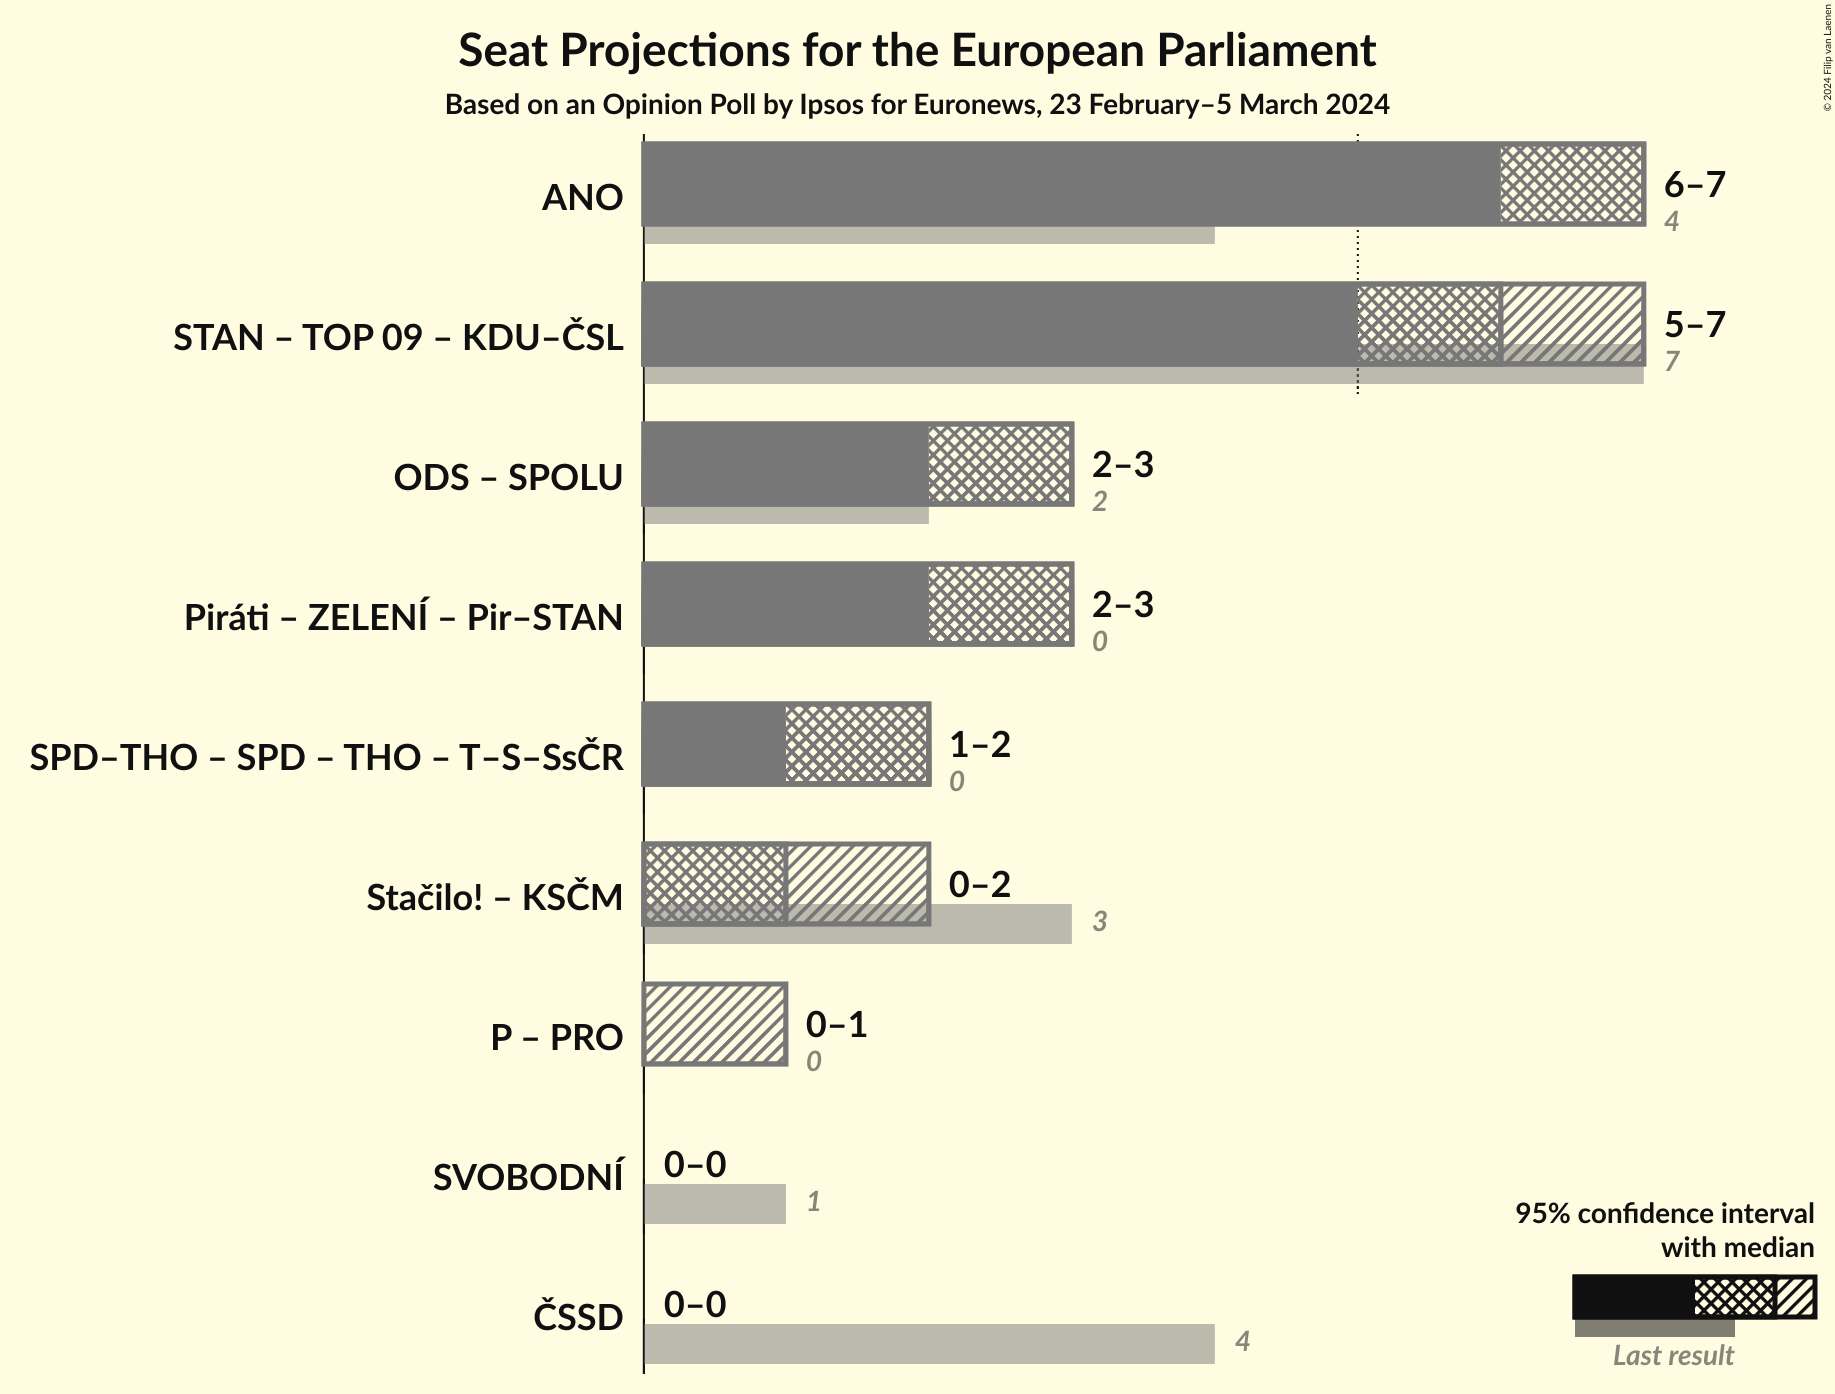 Seat Projections for the European Parliament
Based on an Opinion Poll by Ipsos for Euronews, 23 February–5 March 2024
© 2024 Filip van Laenen
ANO
6–7
4
STAN – TOP 09 – KDU–ČSL
5–7
7
ODS – SPOLU
2–3
2
Piráti – ZELENÍ – Pir–STAN
2–3
0
SPD–THO – SPD – THO – T–S–SsČR
1–2
0
Stačilo! – KSČM
0–2
3
P – PRO
0–1
0
SVOBODNÍ
0–0
1
ČSSD
0–0
4
95% confidence interval
with median
Last result